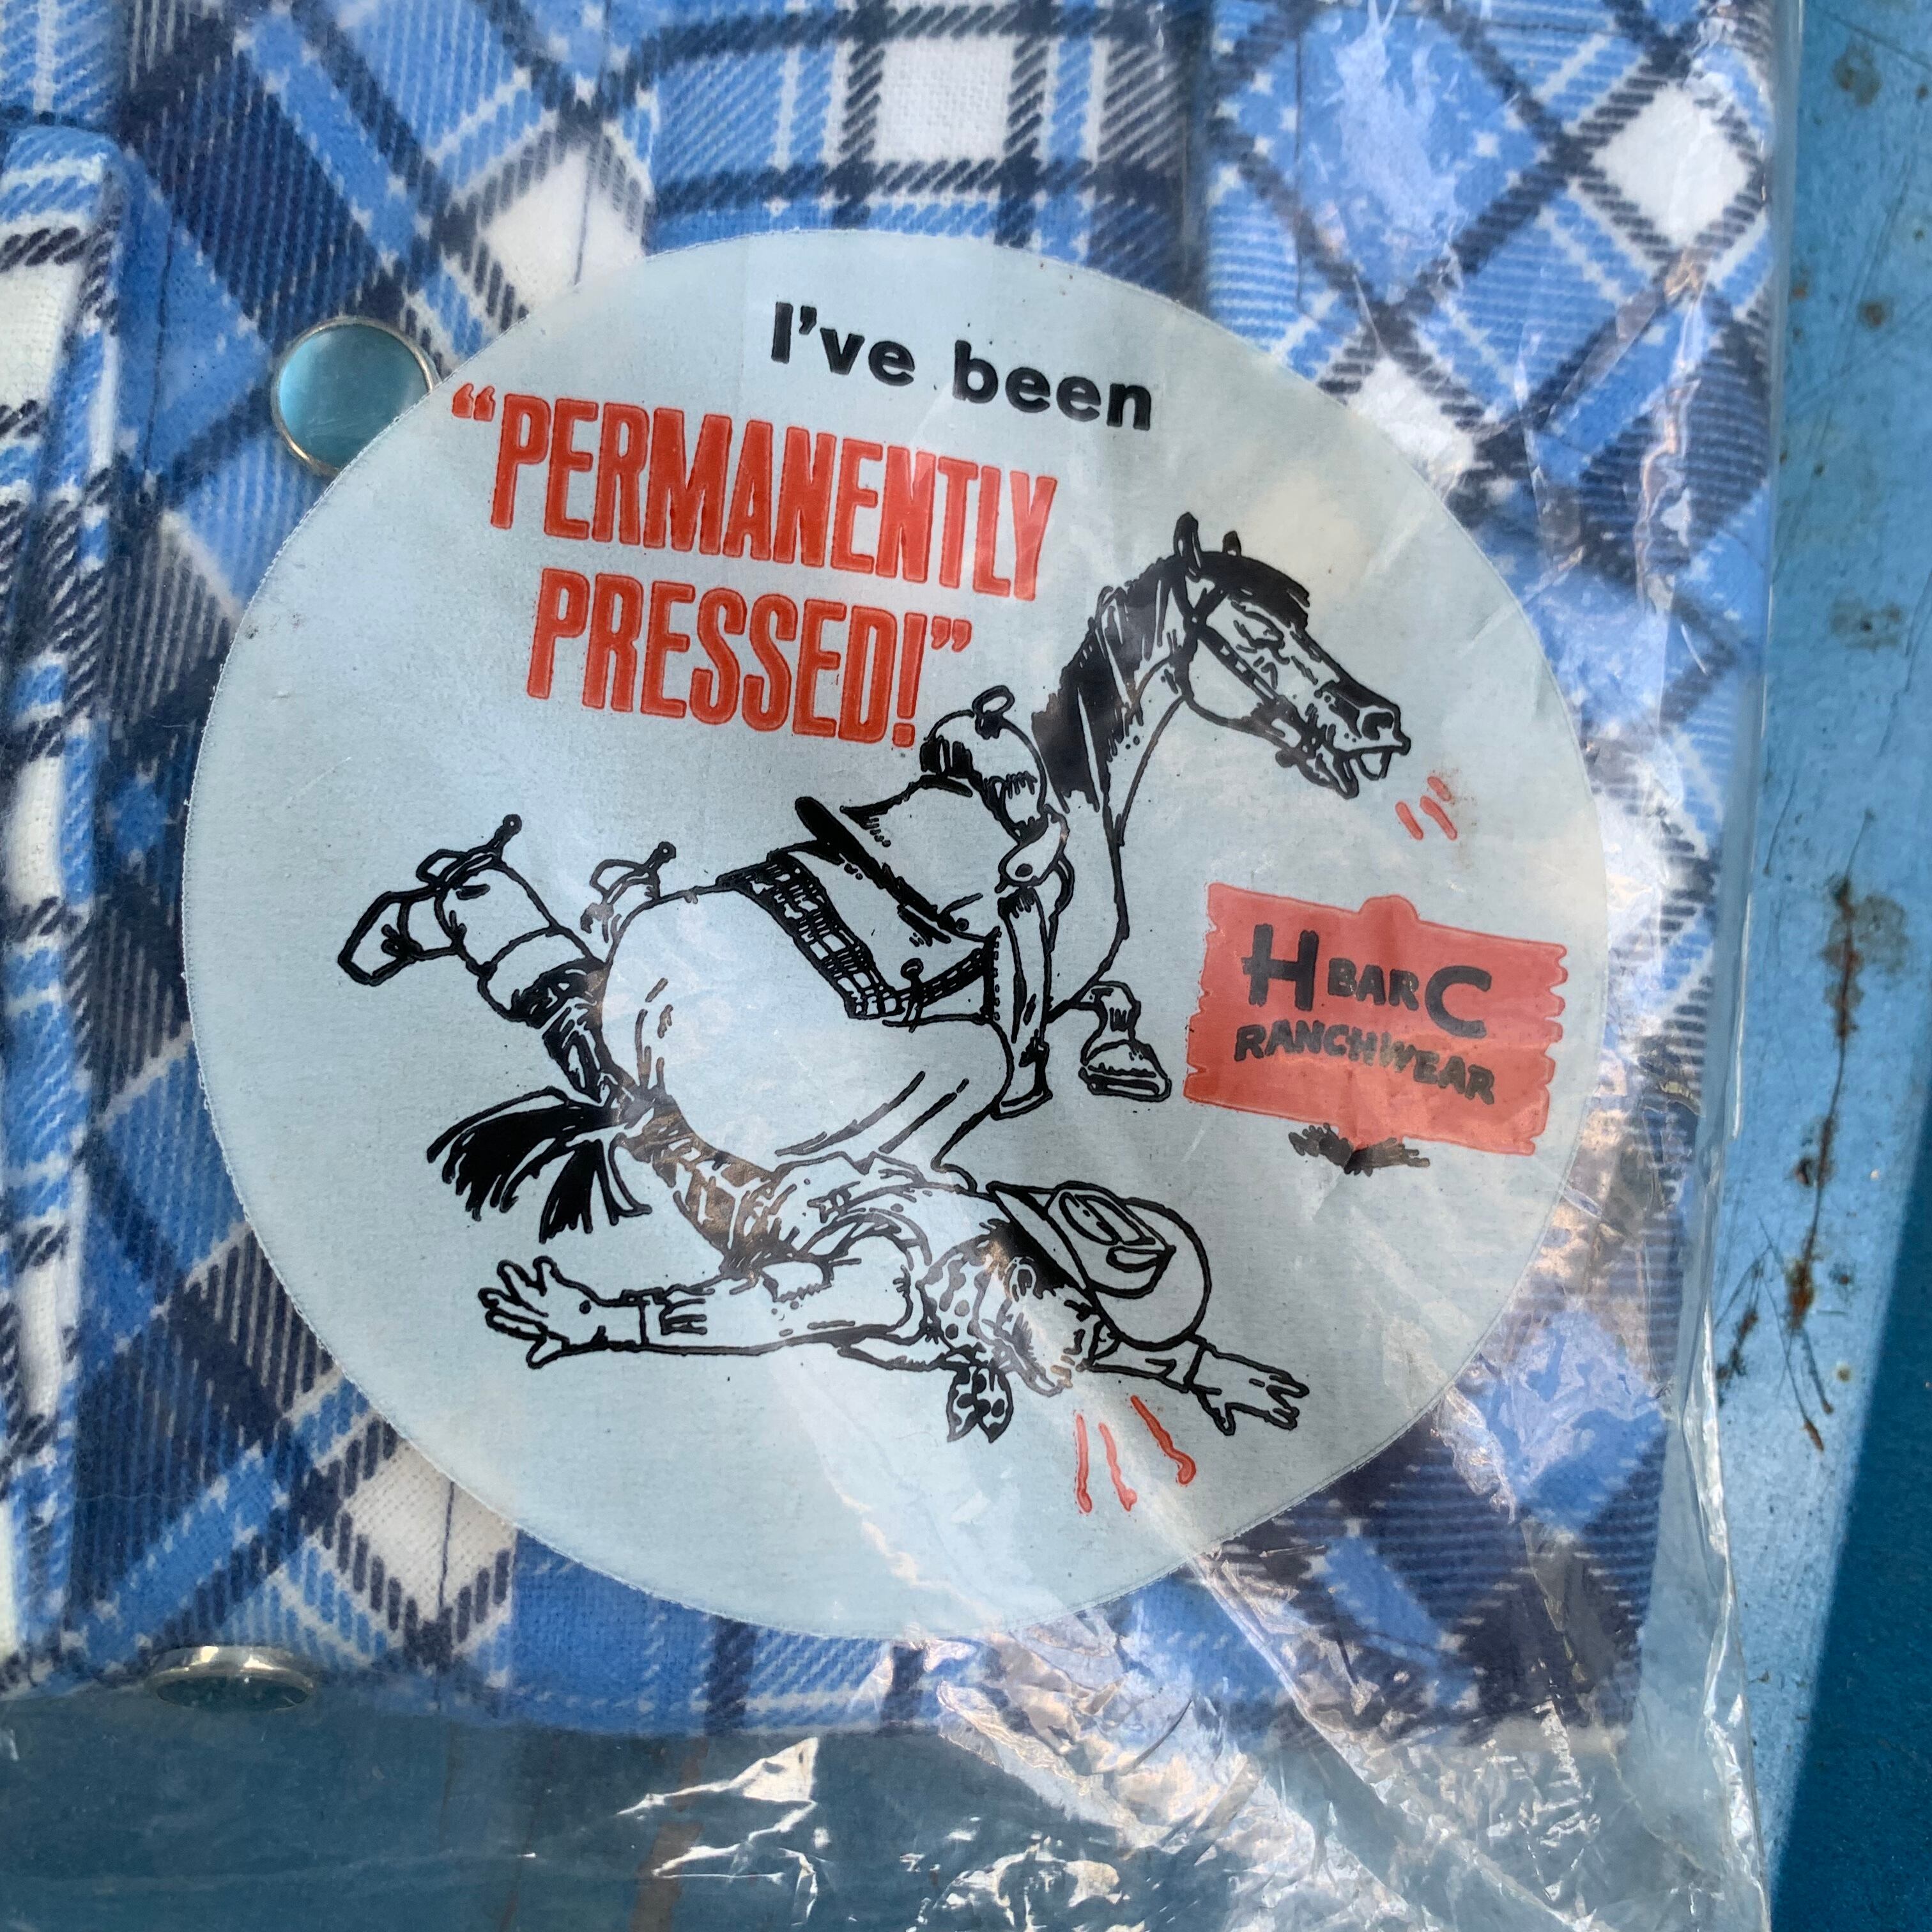 I've been
“PERMANENTLY
PRESSED!”
H BAR C
RANCHWEAR